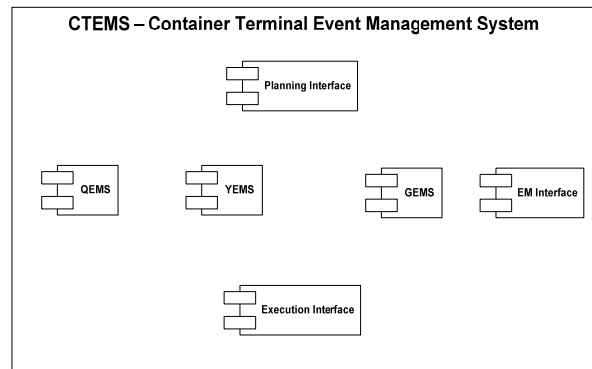 CTEMS – Container Terminal Event Management System
Planning Interface
QEMS
YEMS
GEMS
EM Interface
Execution Interface